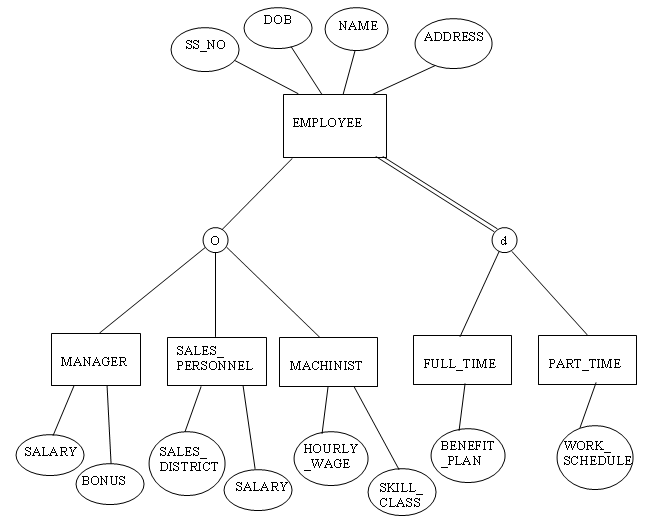 DOB
NAME
SS_NO
ADDRESS
EMPLOYEE
O
d
MANAGER
SALES_
PERSONNEL
MACHINIST
FULL_TIME
PART_TIME
SALARY
BONUS
SALES_
DISTRICT
SALARY
HOURLY
_WAGE
SKILL_
CLASS
BENEFIT
_PLAN
WORK_
SCHEDULE